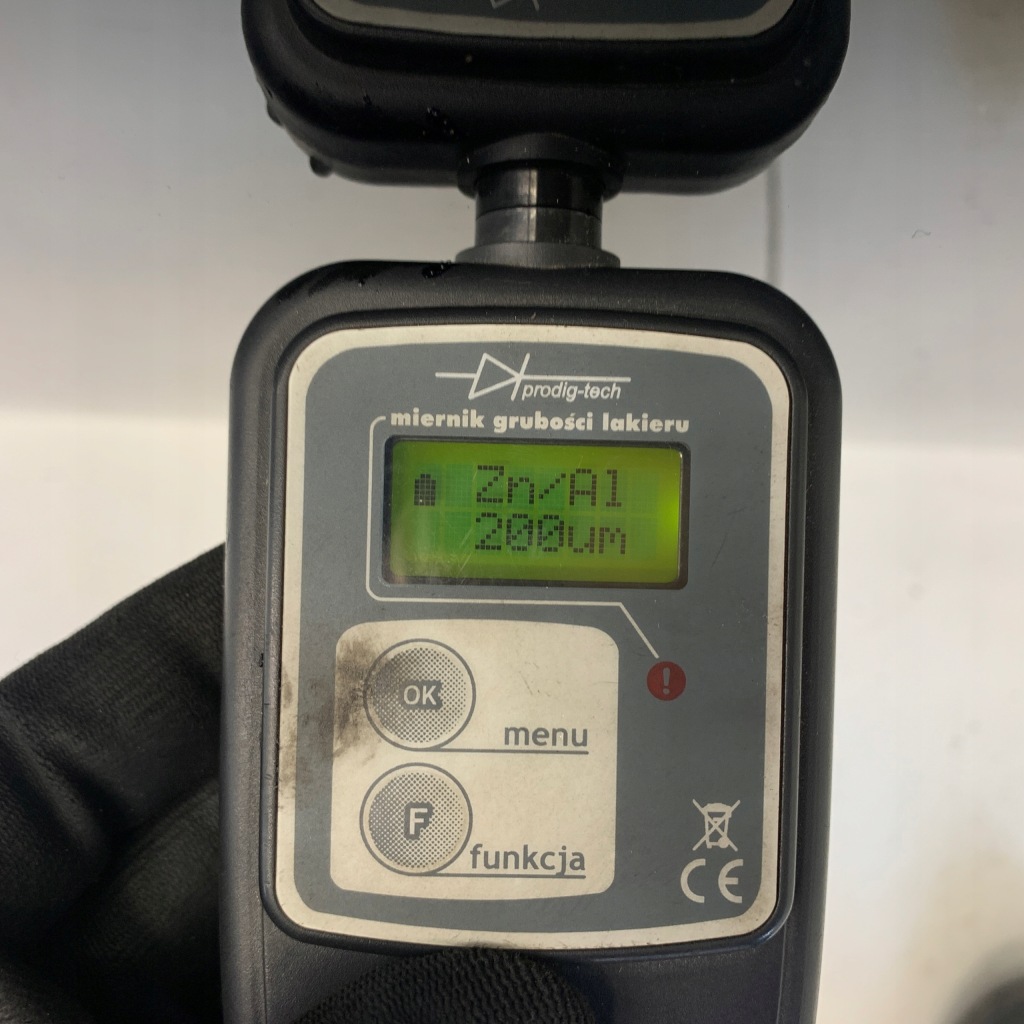 prodig-tech
miernik grubości lakieru
Zn/Al
200um
!
OK
menu
F
funkcja
CE